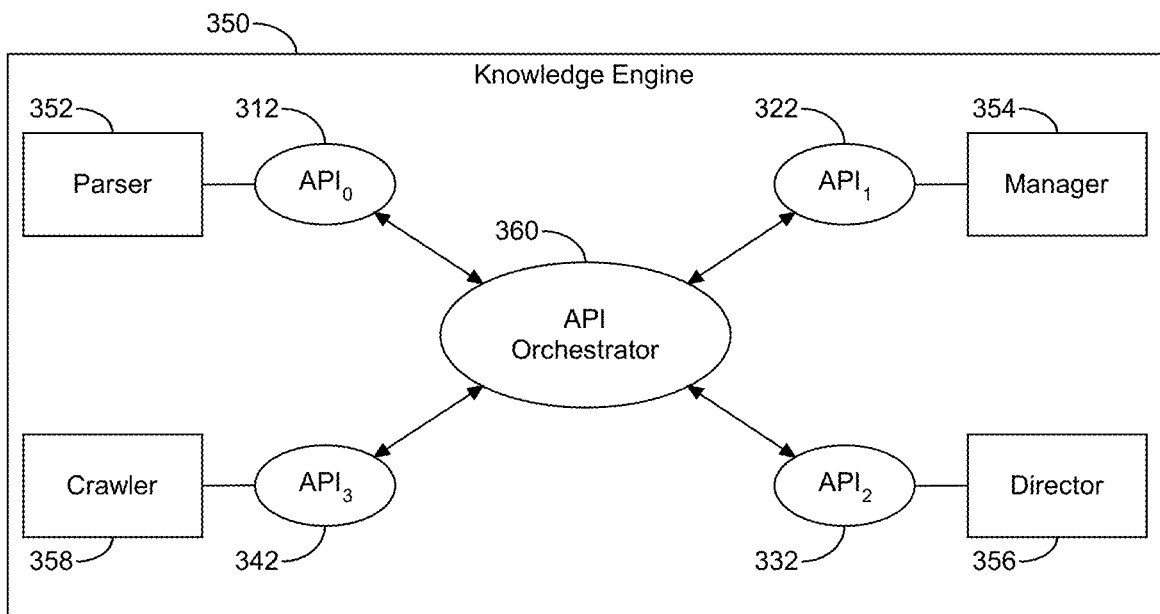 350
Knowledge Engine
352 312 322 354
Parser API₀ API₁ Manager
360
API
Orchestrator
Crawler API₃ API₂ Director
358 342 332 356